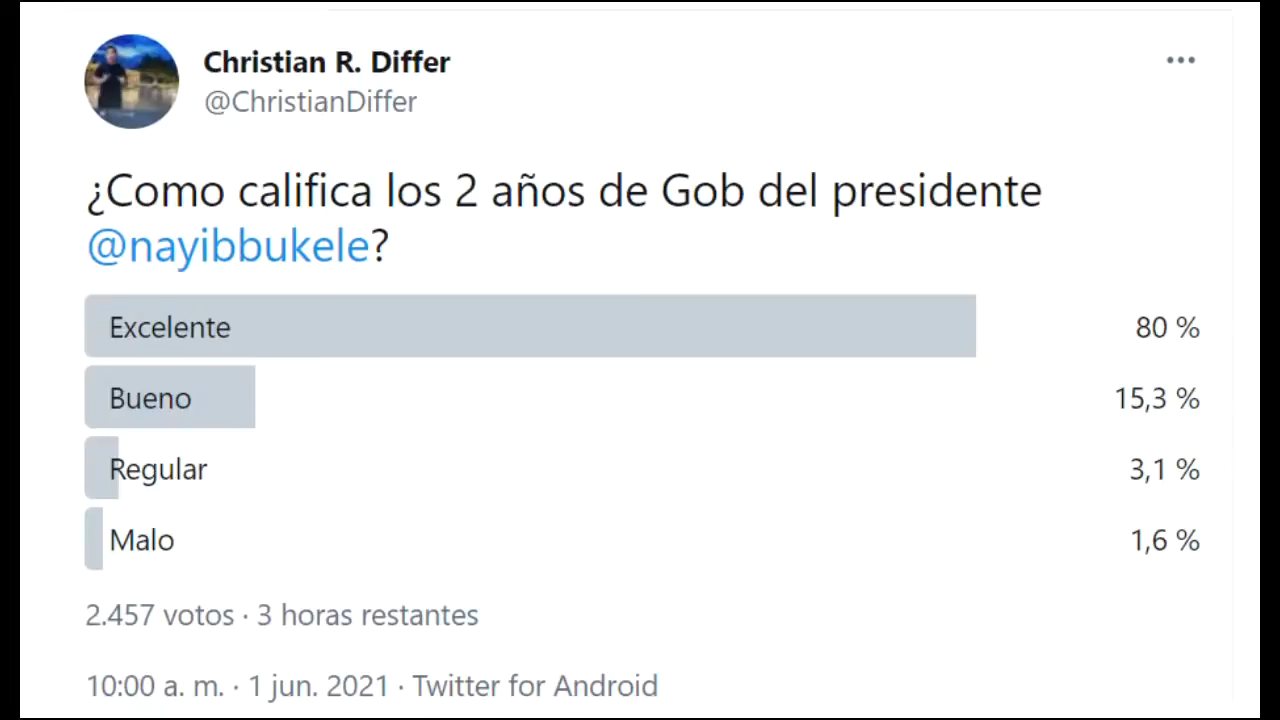 Christian R. Differ
@ChristianDiffer
¿Como califica los 2 años de Gob del presidente
@nayibbukele?
Excelente 80 %
Bueno 15,3 %
Regular 3,1 %
Malo 1,6 %
2.457 votos · 3 horas restantes
10:00 a. m. · 1 jun. 2021 · Twitter for Android